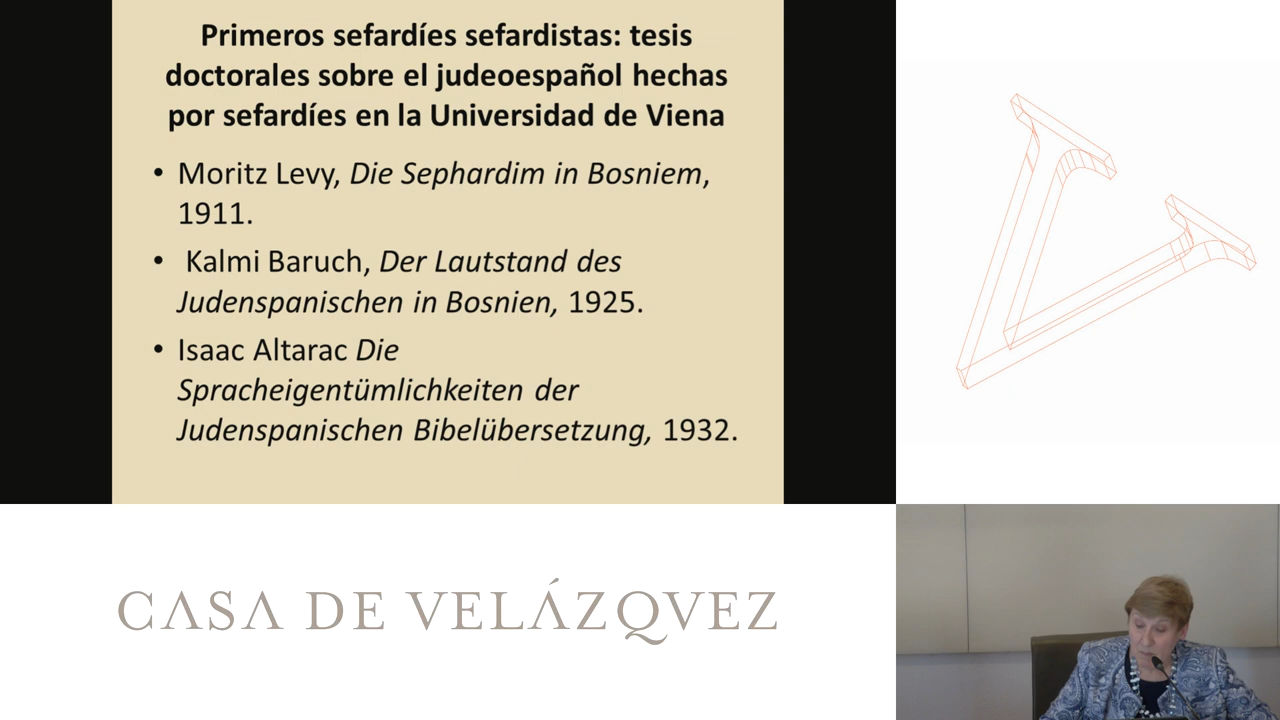 Primeros sefardíes sefardistas: tesis
doctorales sobre el judeoespañol hechas
por sefardíes en la Universidad de Viena
• Moritz Levy, Die Sephardim in Bosniem,
1911.
• Kalmi Baruch, Der Lautstand des
Judenspanischen in Bosnien, 1925.
• Isaac Altarac Die
Spracheigentümlichkeiten der
Judenspanischen Bibelübersetzung, 1932.
CASA DE VELÁZQVEZ